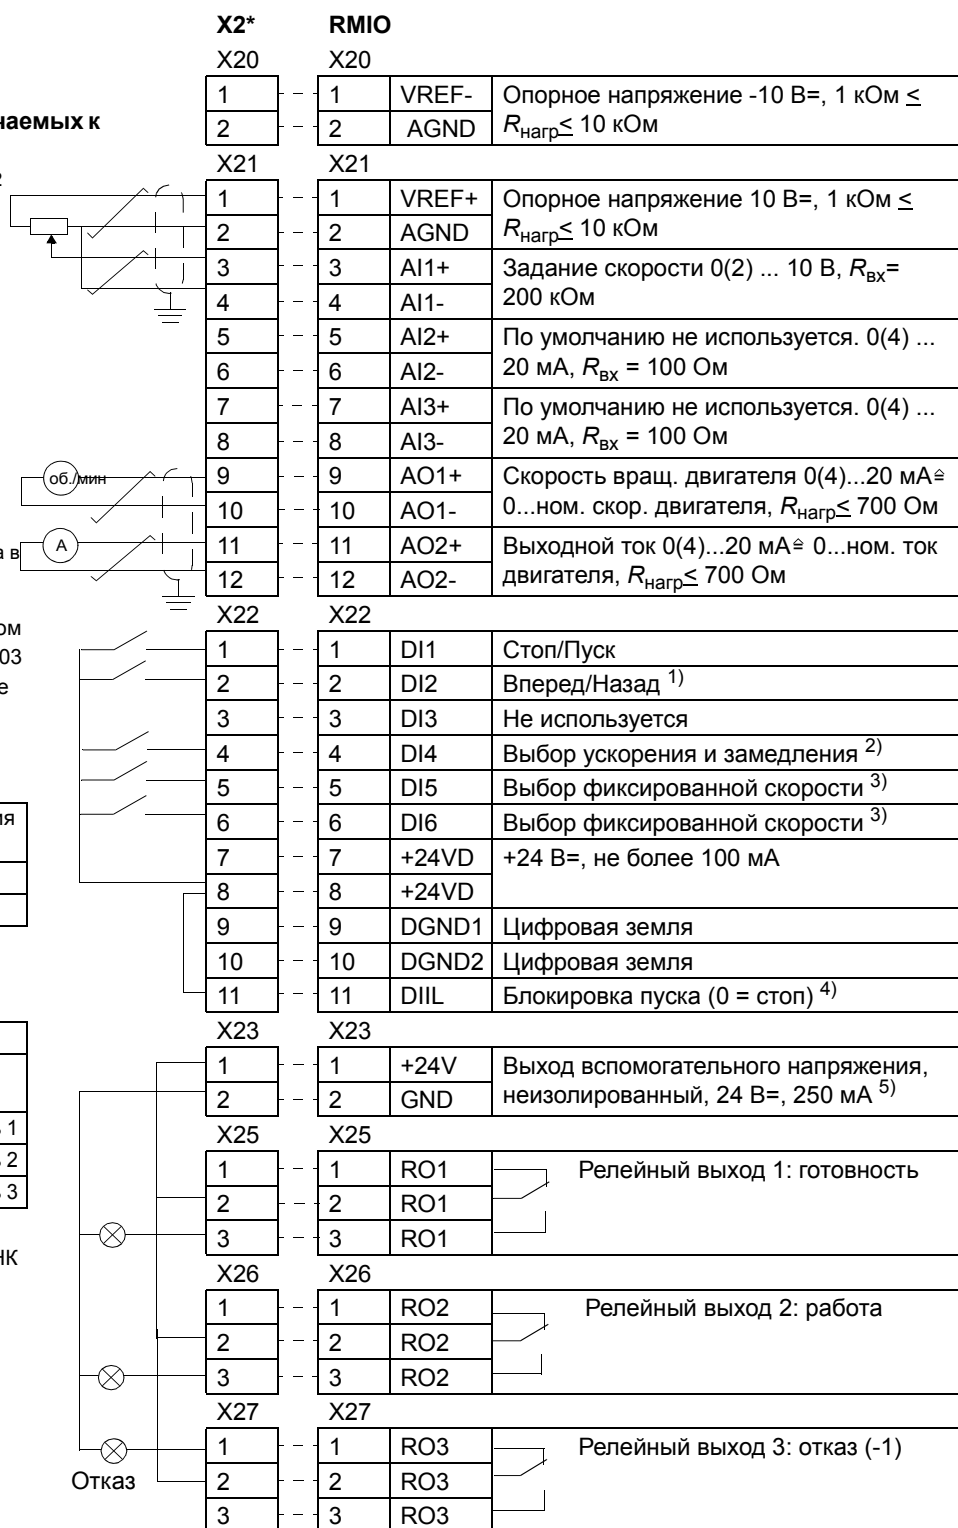 X2* RMIO
X20 X20
1 1 VREF- Опорное напряжение -10 В=, 1 кОм ≤
2 2 AGND Rнагр≤ 10 кОм
X21 X21
1 1 VREF+ Опорное напряжение 10 В=, 1 кОм ≤
2 2 AGND Rнагр≤ 10 кОм
3 3 AI1+ Задание скорости 0(2) ... 10 В, Rвх=
4 4 AI1- 200 кОм
5 5 AI2+ По умолчанию не используется. 0(4) ...
6 6 AI2- 20 мА, Rвх = 100 Ом
7 7 AI3+ По умолчанию не используется. 0(4) ...
8 8 AI3- 20 мА, Rвх = 100 Ом
об./мин 9 9 AO1+ Скорость вращ. двигателя 0(4)...20 мА≙
10 10 AO1- 0...ном. скор. двигателя, Rнагр≤ 700 Ом
а в A 11 11 AO2+ Выходной ток 0(4)...20 мА≙ 0...ном. ток
12 12 AO2- двигателя, Rнагр≤ 700 Ом
X22 X22
1 1 DI1 Стоп/Пуск
03
2 2 DI2 Вперед/Назад 1)
3 3 DI3 Не используется
4 4 DI4 Выбор ускорения и замедления 2)
5 5 DI5 Выбор фиксированной скорости 3)
6 6 DI6 Выбор фиксированной скорости 3)
7 7 +24VD +24 В=, не более 100 мА
8 8 +24VD
9 9 DGND1 Цифровая земля
10 10 DGND2 Цифровая земля
11 11 DIIL Блокировка пуска (0 = стоп) 4)
X23 X23
1 1 +24V Выход вспомогательного напряжения,
2 2 GND неизолированный, 24 В=, 250 мА 5)
1 X25 X25
2 1 1 RO1 Релейный выход 1: готовность
3 2 2 RO1
3 3 RO1
X26 X26
1 1 RO2 Релейный выход 2: работа
2 2 RO2
3 3 RO2
X27 X27
1 1 RO3 Релейный выход 3: отказ (-1)
Отказ 2 2 RO3
3 3 RO3